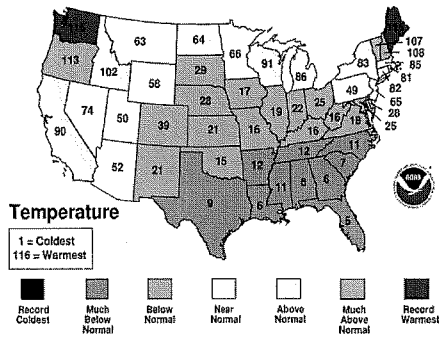 63
64
66
107
108
113
102
29
91
86
83
85
81
82
58
49
65
28
74
50
28
17
25
25
90
39
21
19
22
16
16
16
52
21
15
12
12
11
7
9
6
11
8
6
5
NOAA
Temperature
1 = Coldest
116 = Warmest
Record
Coldest
Much
Below
Normal
Below
Normal
Near
Normal
Above
Normal
Much
Above
Normal
Record
Warmest